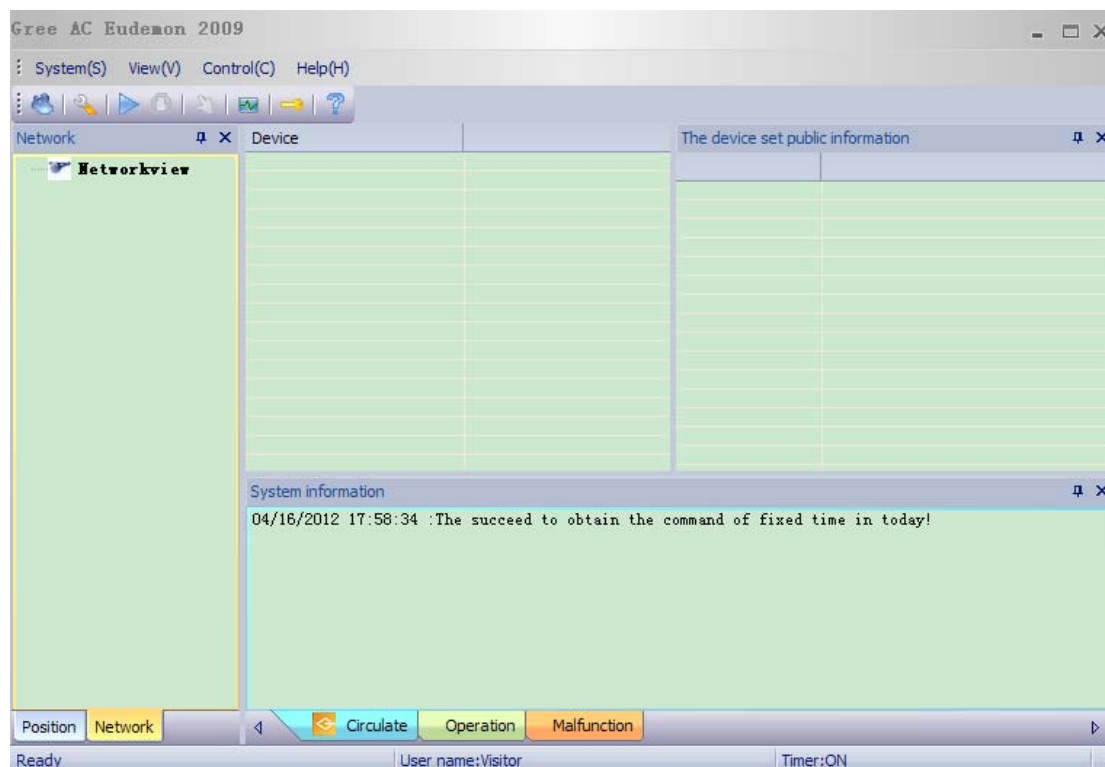 Gree AC Eudemon 2009
System(S) View(V) Control(C) Help(H)
Network
Networkview
Device
The device set public information
System information
04/16/2012 17:58:34 :The succeed to obtain the command of fixed time in today!
Position Network
Circulate Operation Malfunction
Ready User name:Visitor Timer:ON